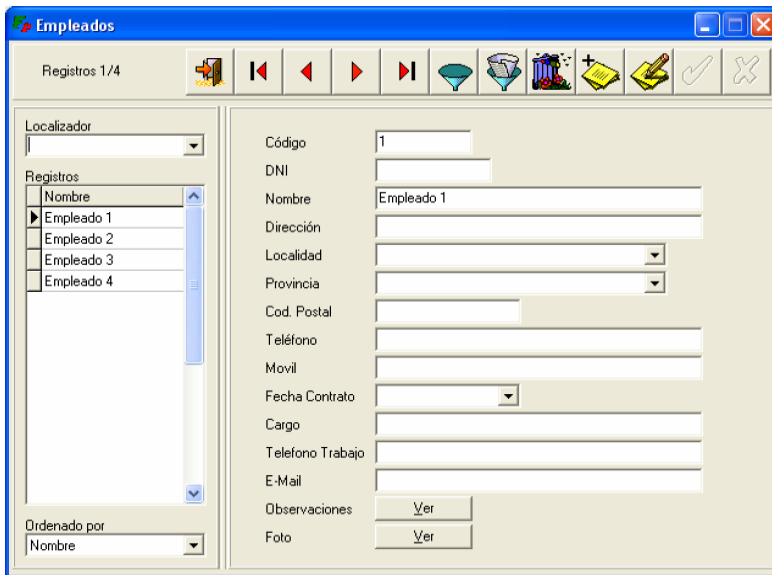 Empleados
Registros 1/4
Localizador
Registros
Nombre
Empleado 1
Empleado 2
Empleado 3
Empleado 4
Ordenado por
Nombre
Código 1
DNI
Nombre Empleado 1
Dirección
Localidad
Provincia
Cod. Postal
Teléfono
Movil
Fecha Contrato
Cargo
Telefono Trabajo
E-Mail
Observaciones Ver
Foto Ver